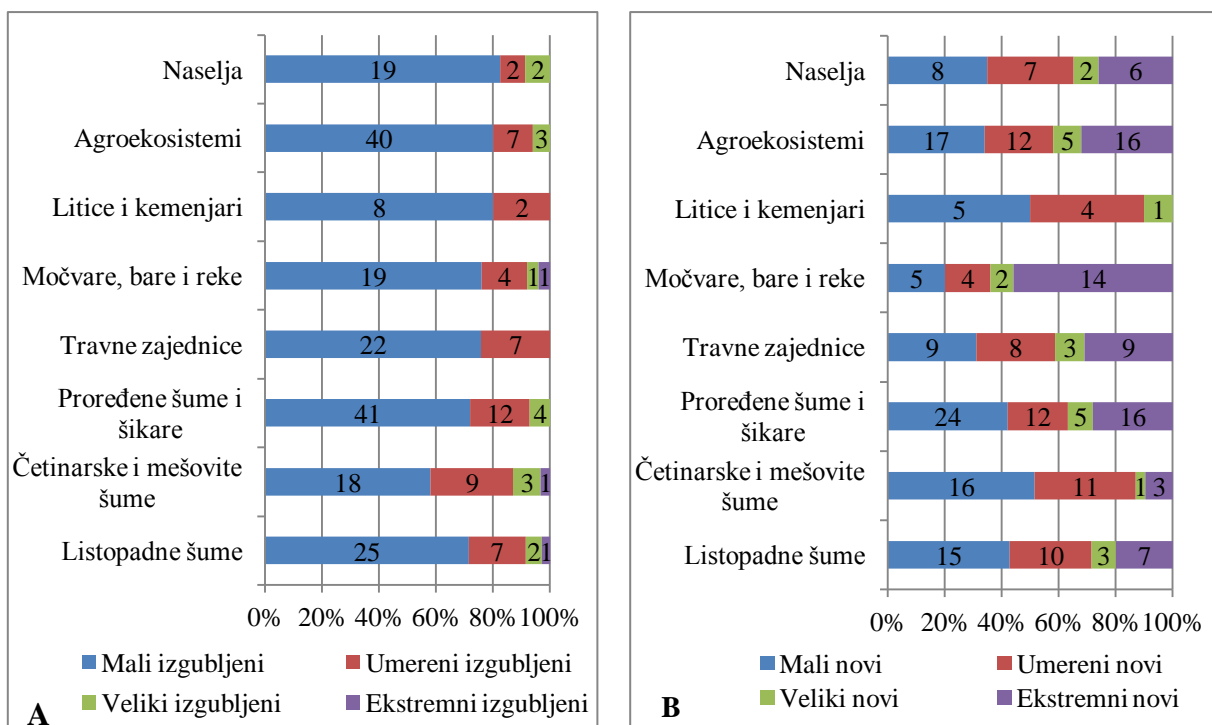 Naselja
19 2 2
Agroekosistemi
40 7 3
Litice i kemenjari
8 2
Močvare, bare i reke
19 4 1 1
Travne zajednice
22 7
Proređene šume i
šikare
41 12 4
Četinarske i mešovite
šume
18 9 3 1
Listopadne šume
25 7 2 1
0% 20% 40% 60% 80% 100%
Mali izgubljeni Umereni izgubljeni
Veliki izgubljeni Ekstremni izgubljeni
A
Naselja
8 7 2 6
Agroekosistemi
17 12 5 16
Litice i kemenjari
5 4 1
Močvare, bare i reke
5 4 2 14
Travne zajednice
9 8 3 9
Proređene šume i
šikare
24 12 5 16
Četinarske i mešovite
šume
16 11 1 3
Listopadne šume
15 10 3 7
0% 20% 40% 60% 80% 100%
Mali novi Umereni novi
Veliki novi Ekstremni novi
B